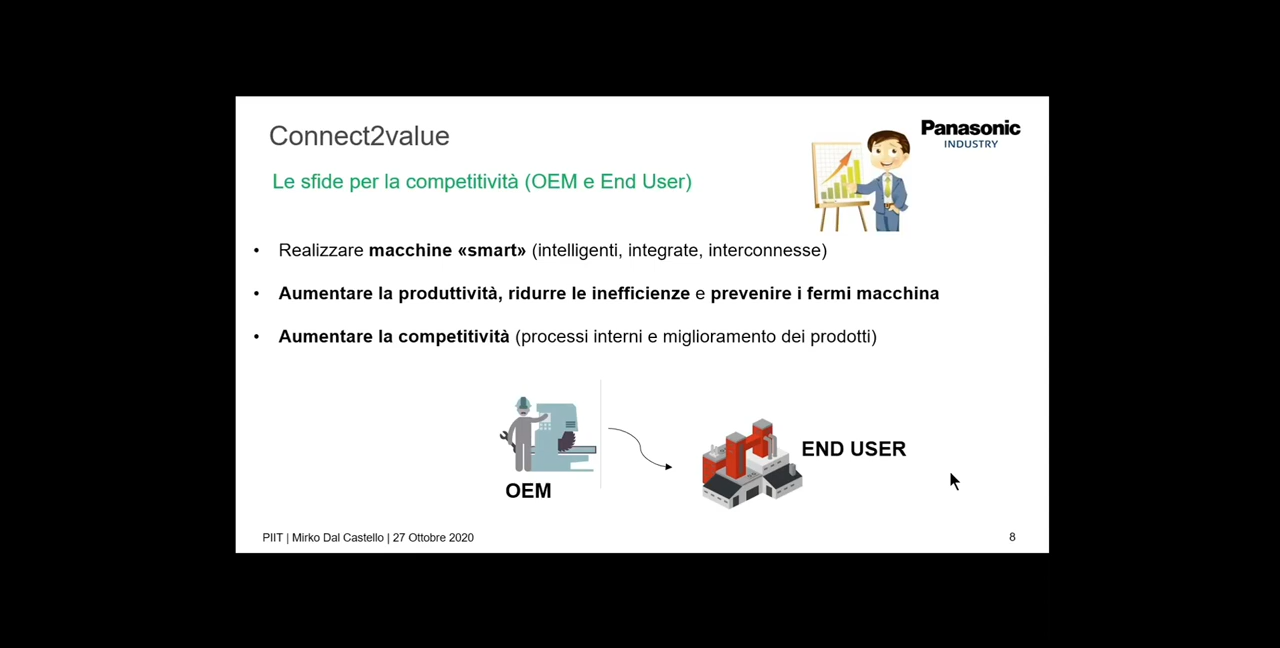 Connect2value
Panasonic
INDUSTRY
Le sfide per la competitività (OEM e End User)
• Realizzare macchine «smart» (intelligenti, integrate, interconnesse)
• Aumentare la produttività, ridurre le inefficienze e prevenire i fermi macchina
• Aumentare la competitività (processi interni e miglioramento dei prodotti)
OEM
END USER
PIIT | Mirko Dal Castello | 27 Ottobre 2020
8